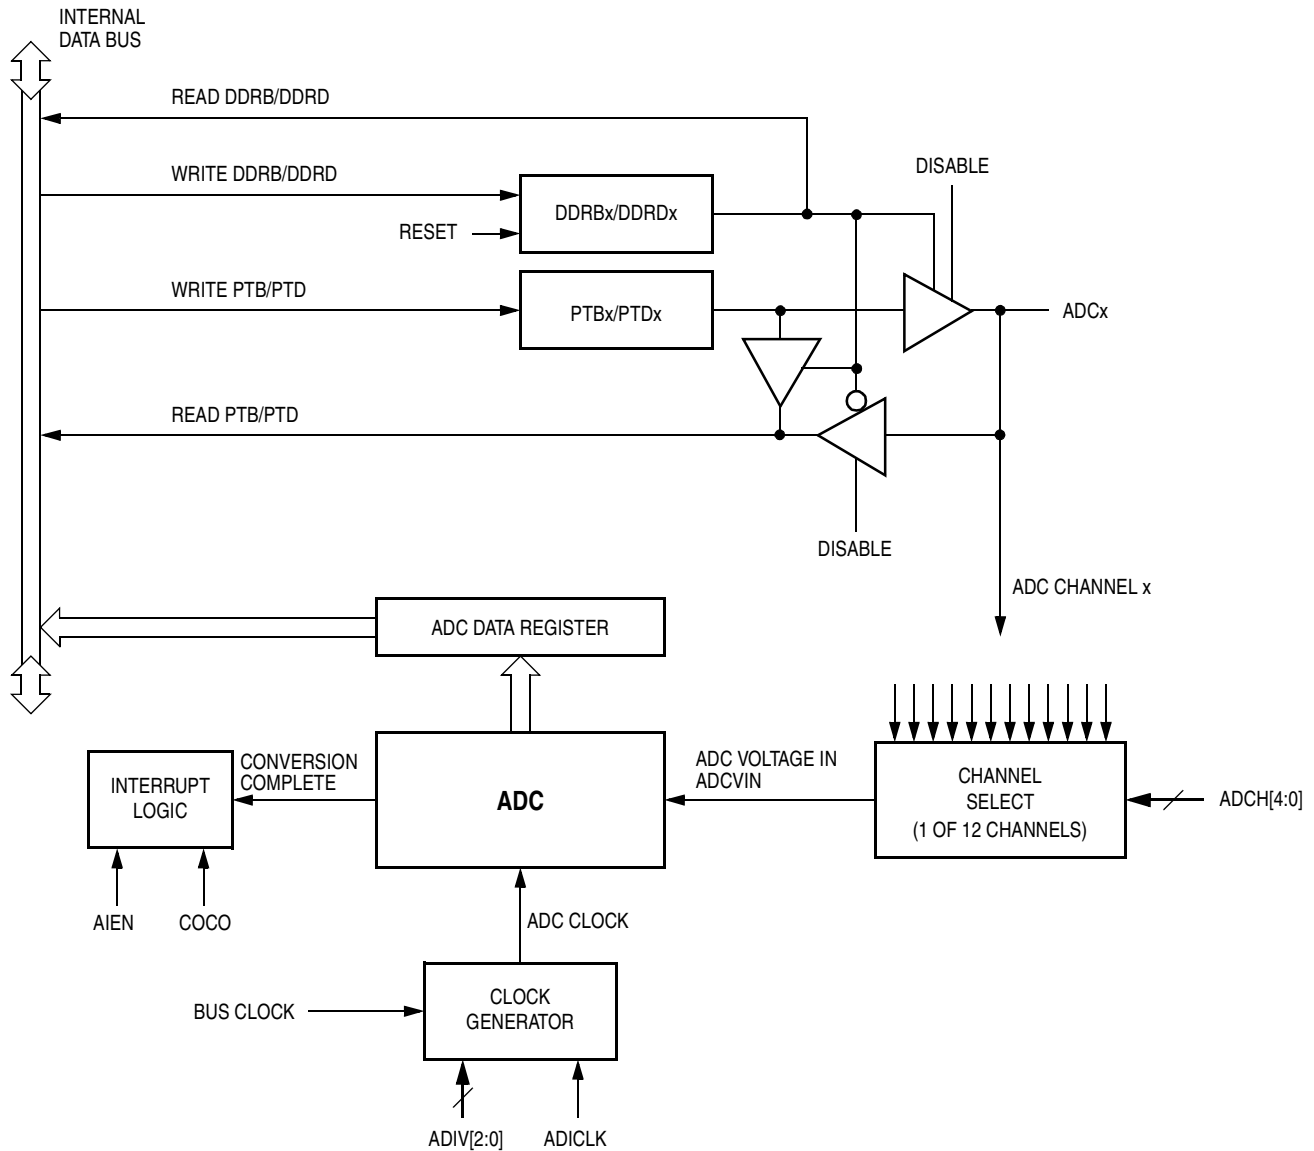 INTERNAL
DATA BUS
READ DDRB/DDRD
WRITE DDRB/DDRD
DISABLE
DDRBx/DDRDx
RESET
WRITE PTB/PTD
PTBx/PTDx
ADCx
READ PTB/PTD
DISABLE
ADC CHANNEL x
ADC DATA REGISTER
INTERRUPT
LOGIC
CONVERSION
COMPLETE
ADC
ADC VOLTAGE IN
ADCVIN
CHANNEL
SELECT
(1 OF 12 CHANNELS)
ADCH[4:0]
AIEN
COCO
ADC CLOCK
BUS CLOCK
CLOCK
GENERATOR
ADIV[2:0]
ADICLK